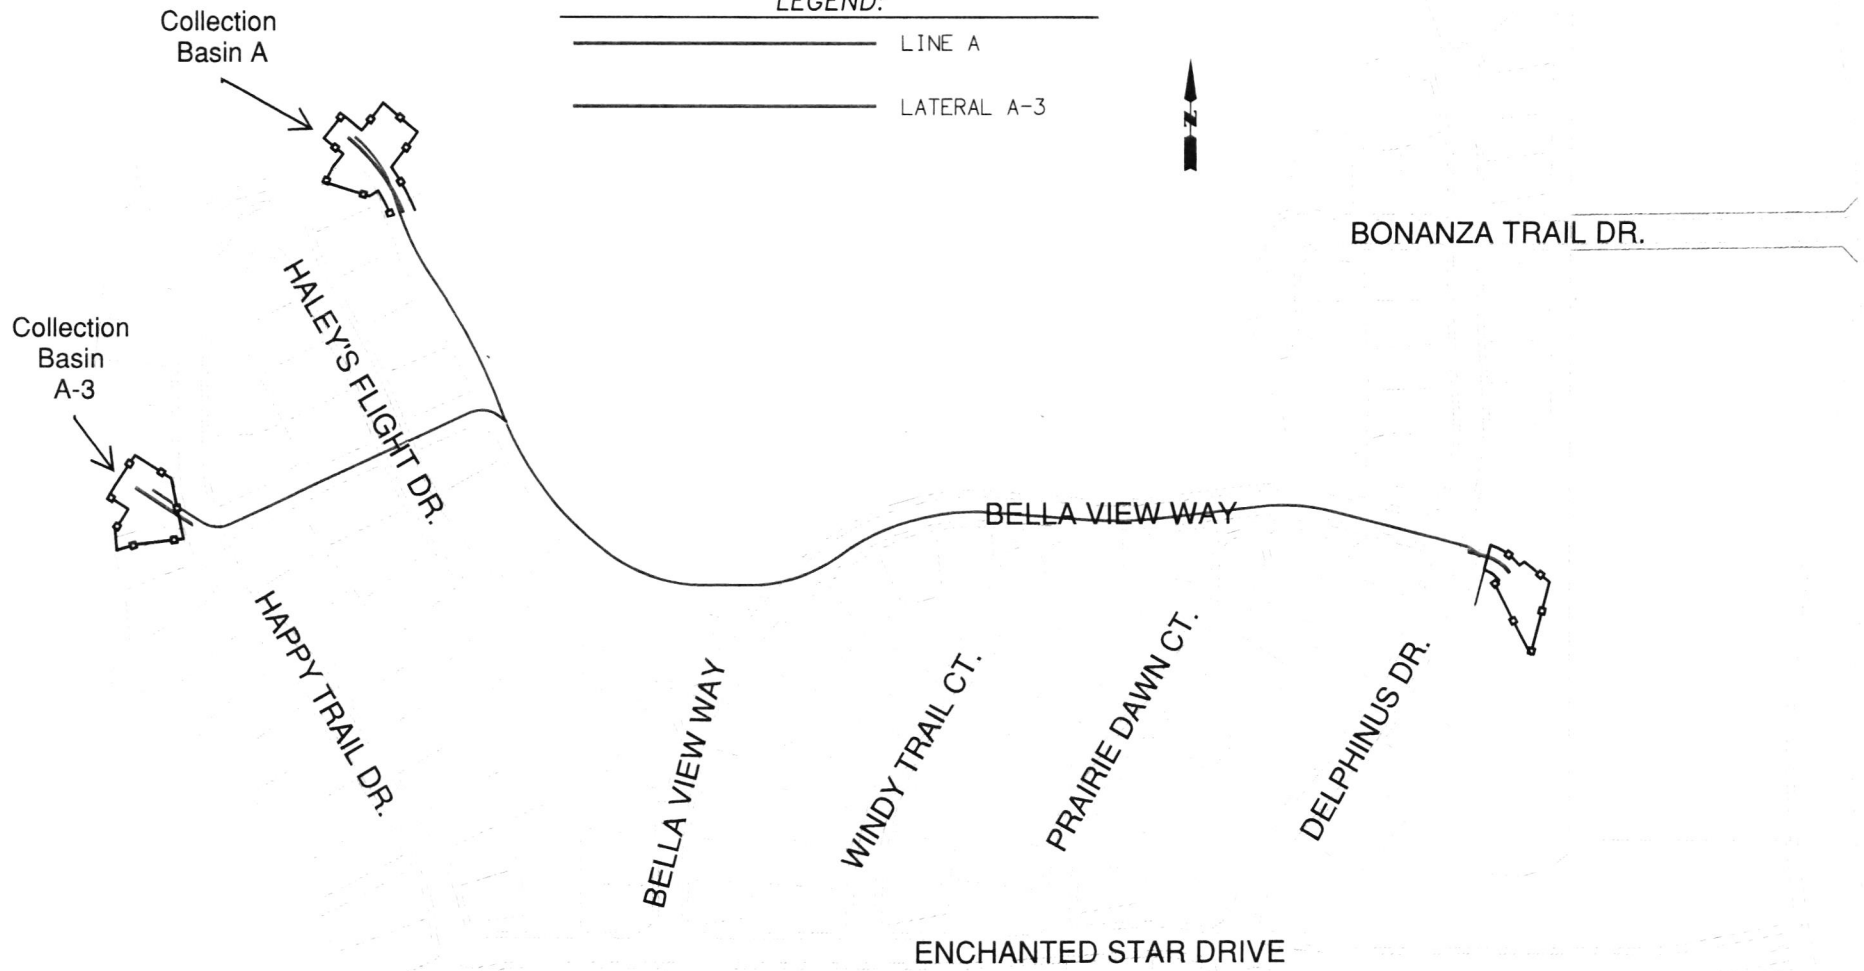 LEGEND:
LINE A
LATERAL A-3
Collection
Basin A
N
BONANZA TRAIL DR.
Collection
Basin
A-3
HALEY'S FLIGHT DR.
BELLA VIEW WAY
HAPPY TRAIL DR.
BELLA VIEW WAY
WINDY TRAIL CT.
PRAIRIE DAWN CT.
DELPHINUS DR.
ENCHANTED STAR DRIVE